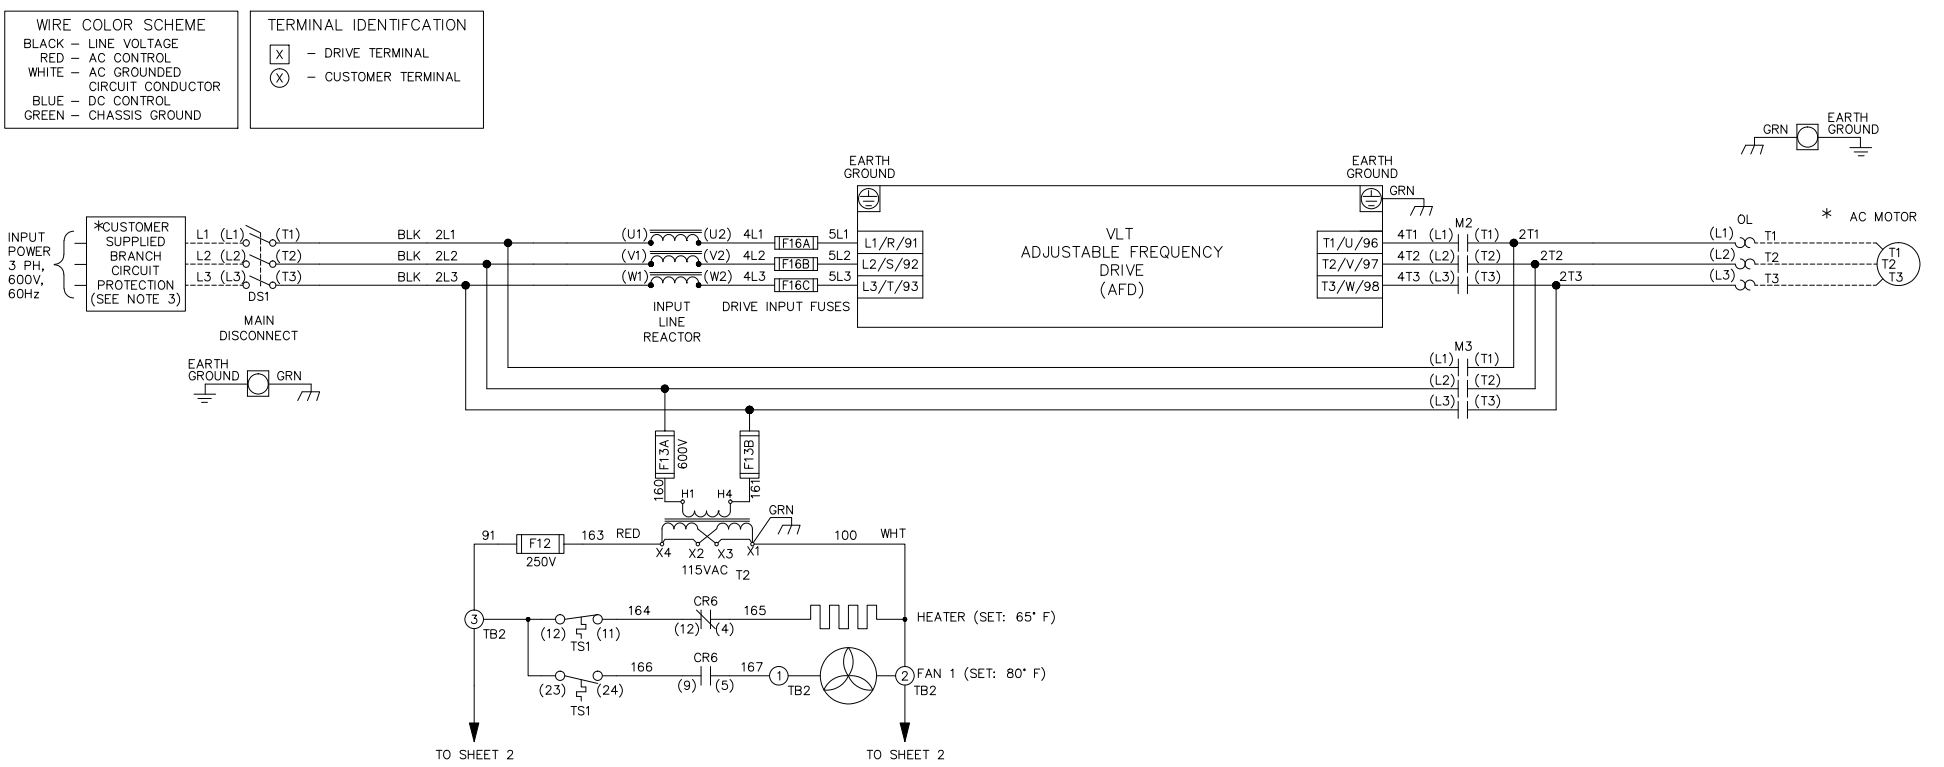 WIRE COLOR SCHEME
BLACK – LINE VOLTAGE
RED – AC CONTROL
WHITE – AC GROUNDED
CIRCUIT CONDUCTOR
BLUE – DC CONTROL
GREEN – CHASSIS GROUND
TERMINAL IDENTIFCATION
X – DRIVE TERMINAL
X – CUSTOMER TERMINAL
INPUT
POWER
3 PH,
600V,
60Hz
*CUSTOMER
SUPPLIED
BRANCH
CIRCUIT
PROTECTION
(SEE NOTE 3)
L1 (L1) (T1)
L2 (L2) (T2)
L3 (L3) (T3)
DS1
MAIN
DISCONNECT
EARTH
GROUND
GRN
BLK 2L1
BLK 2L2
BLK 2L3
(U1) (U2) 4L1 F16A 5L1
(V1) (V2) 4L2 F16B 5L2
(W1) (W2) 4L3 F16C 5L3
INPUT
LINE
REACTOR
DRIVE INPUT FUSES
EARTH
GROUND
L1/R/91
L2/S/92
L3/T/93
VLT
ADJUSTABLE FREQUENCY
DRIVE
(AFD)
EARTH
GROUND
GRN
T1/U/96
T2/V/97
T3/W/98
M2
4T1 (L1) (T1) 2T1
4T2 (L2) (T2) 2T2
4T3 (L3) (T3) 2T3
M3
(L1) (T1)
(L2) (T2)
(L3) (T3)
GRN
EARTH
GROUND
OL
* AC MOTOR
(L1) T1
(L2) T2
(L3) T3
T1
T2
T3
F13A
600V
F13B
160
161
H1 H4
GRN
91 F12 163 RED
250V
X4 X2 X3 X1
115VAC T2
100 WHT
3
TB2
(12) (11)
TS1
164
CR6
(12) (4)
165
HEATER (SET: 65° F)
(23) (24)
TS1
166
CR6
(9) (5)
167
1
TB2
2
TB2
FAN 1 (SET: 80° F)
TO SHEET 2
TO SHEET 2